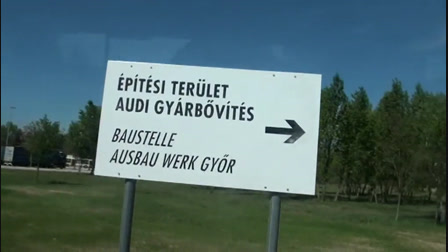 ÉPÍTÉSI TERÜLET
AUDI GYÁRBŐVÍTÉS
BAUSTELLE
AUSBAU WERK GYŐR